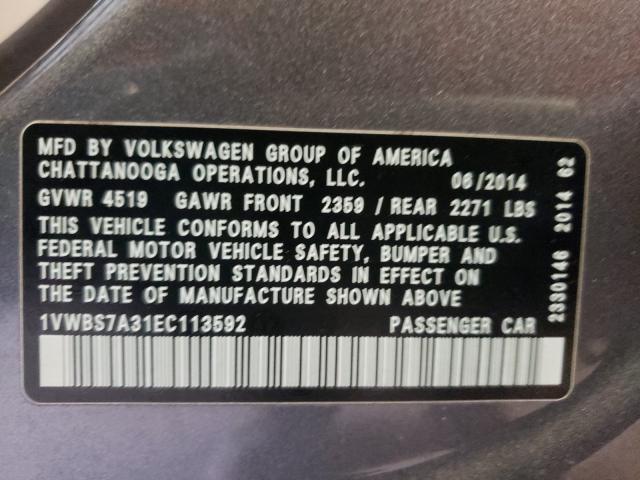 MFD BY VOLKSWAGEN GROUP OF AMERICA
CHATTANOOGA OPERATIONS, LLC. 06/2014
GVWR 4519 GAWR FRONT 2359 / REAR 2271 LBS
THIS VEHICLE CONFORMS TO ALL APPLICABLE U.S.
FEDERAL MOTOR VEHICLE SAFETY, BUMPER AND
THEFT PREVENTION STANDARDS IN EFFECT ON
THE DATE OF MANUFACTURE SHOWN ABOVE
1VWBS7A31EC113592 PASSENGER CAR
2330146 2014 62